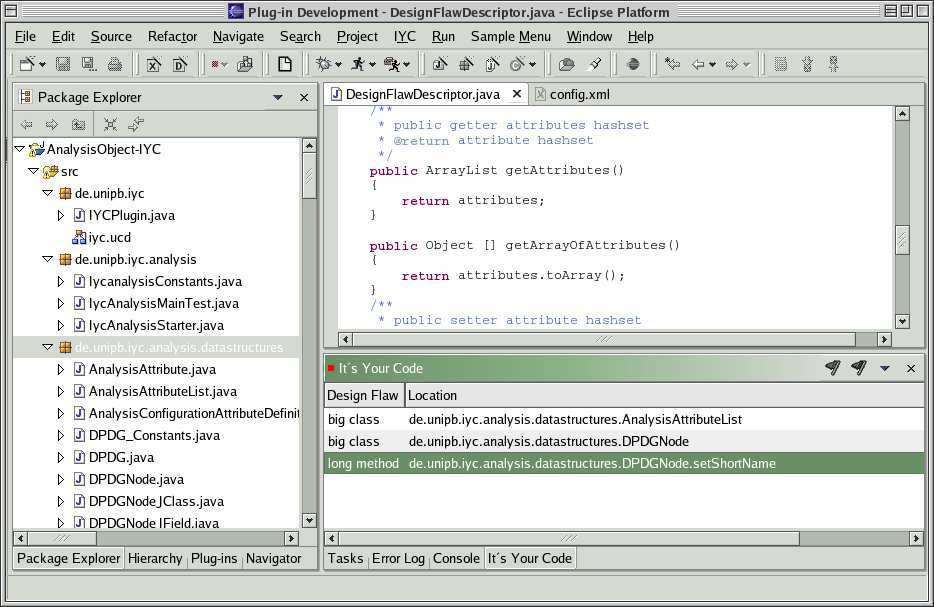 Plug-in Development - DesignFlawDescriptor.java - Eclipse Platform
File Edit Source Refactor Navigate Search Project IYC Run Sample Menu Window Help
Package Explorer
AnalysisObject-IYC
src
de.unipb.iyc
IYCPlugin.java
iyc.ucd
de.unipb.iyc.analysis
IycanalysisConstants.java
IycAnalysisMainTest.java
IycAnalysisStarter.java
de.unipb.iyc.analysis.datastructures
AnalysisAttribute.java
AnalysisAttributeList.java
AnalysisConfigurationAttributeDefinit
DPDG_Constants.java
DPDG.java
DPDGNode.java
DPDGNodeJClass.java
DPDGNodeJField.java
Package Explorer Hierarchy Plug-ins Navigator
DesignFlawDescriptor.java config.xml
/**
* public getter attributes hashset
* @return attribute hashset
*/
public ArrayList getAttributes()
{
return attributes;
}
public Object [] getArrayOfAttributes()
{
return attributes.toArray();
}
/**
* public setter attribute hashset
It´s Your Code
Design Flaw Location
big class de.unipb.iyc.analysis.datastructures.AnalysisAttributeList
big class de.unipb.iyc.analysis.datastructures.DPDGNode
long method de.unipb.iyc.analysis.datastructures.DPDGNode.setShortName
Tasks Error Log Console It´s Your Code